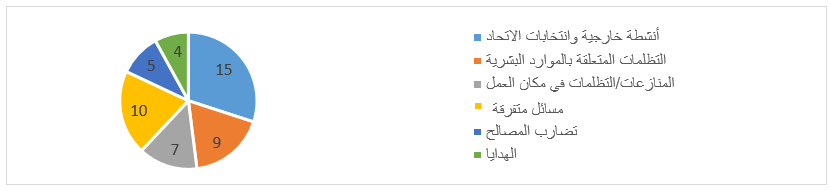 15
9
7
10
5
4
أنشطة خارجية وانتخابات الاتحاد
التظلمات المتعلقة بالموارد البشرية
المنازعات/التظلمات في مكان العمل
مسائل متفرقة
تضارب المصالح
الهدايا